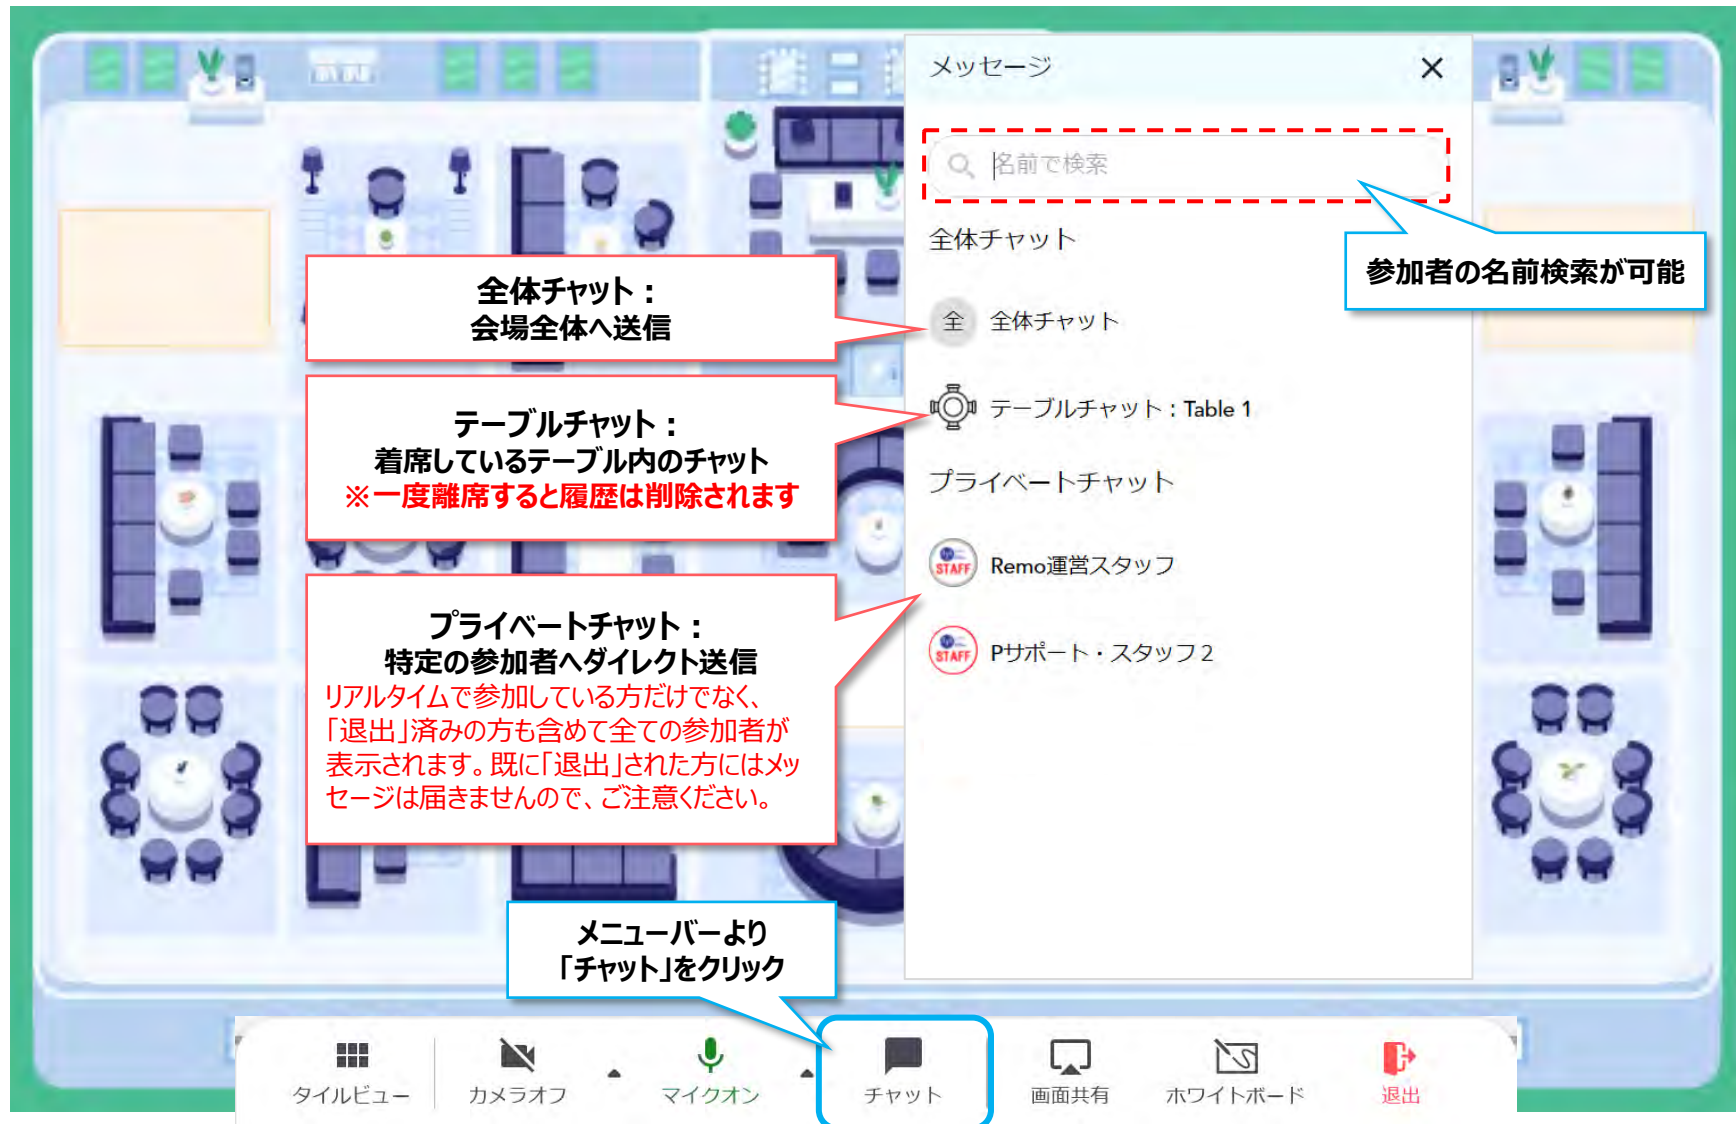 メッセージ
名前で検索
参加者の名前検索が可能
全体チャット
全体チャット：
会場全体へ送信
全 全体チャット
テーブルチャット：
着席しているテーブル内のチャット
※一度離席すると履歴は削除されます
テーブルチャット：Table 1
プライベートチャット
STAFF Remo運営スタッフ
STAFF Pサポート・スタッフ2
プライベートチャット：
特定の参加者へダイレクト送信
リアルタイムで参加している方だけでなく、
「退出」済みの方も含めて全ての参加者が
表示されます。既に「退出」された方にはメッ
セージは届きませんので、ご注意ください。
メニューバーより
「チャット」をクリック
タイルビュー
カメラオフ
マイクオン
チャット
画面共有
ホワイトボード
退出